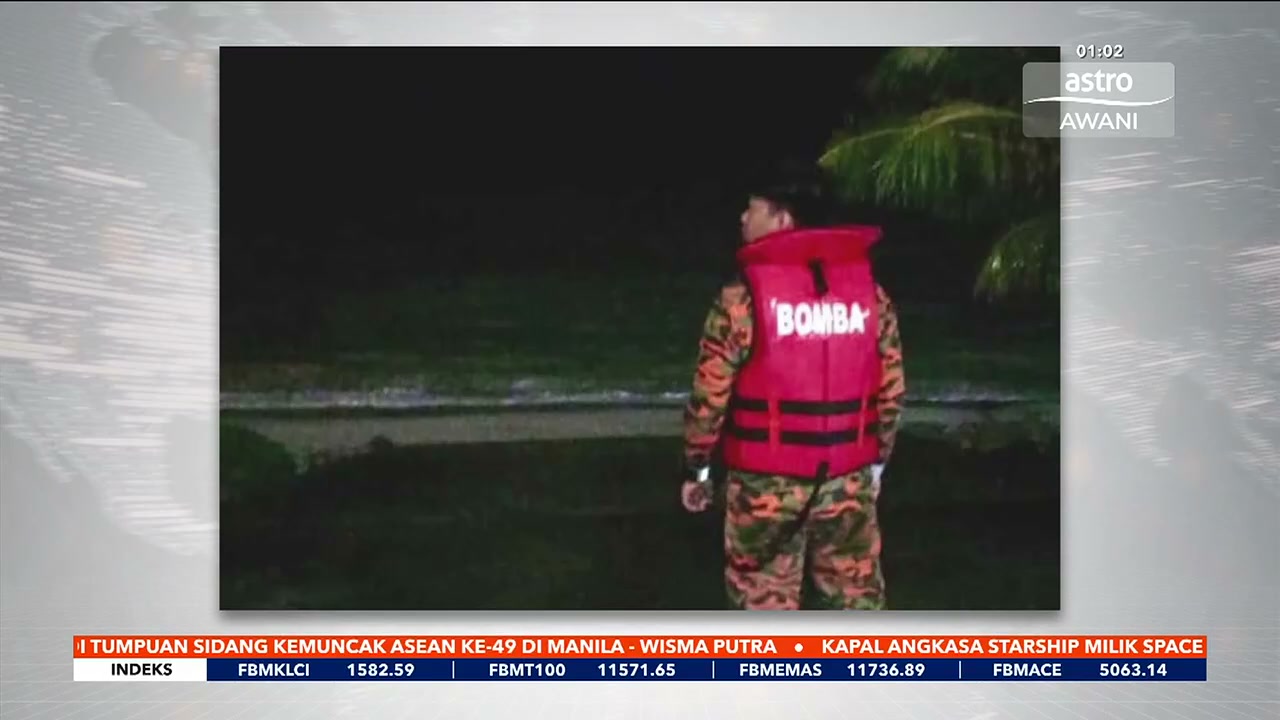 01:02
astro
AWANI
BOMBA
TUMPUAN SIDANG KEMUNCAK ASEAN KE-49 DI MANILA - WISMA PUTRA • KAPAL ANGKASA STARSHIP MILIK SPACE
INDEKS FBMKLCI 1582.59 FBMT100 11571.65 FBMEMAS 11736.89 FBMACE 5063.14